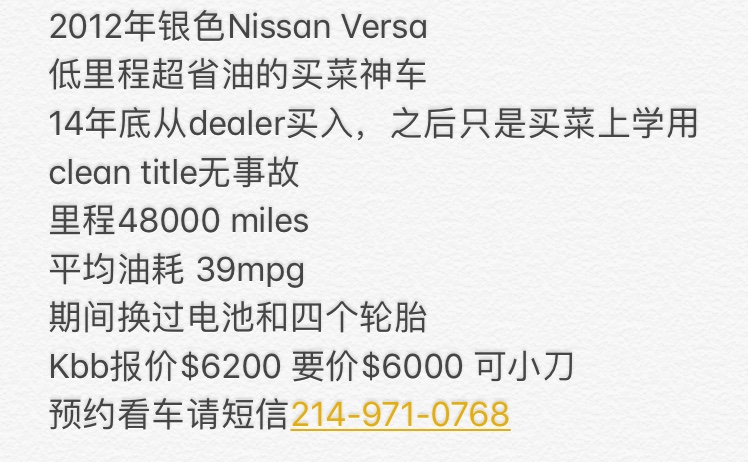 2012年银色Nissan Versa
低里程超省油的买菜神车
14年底从dealer买入，之后只是买菜上学用
clean title无事故
里程48000 miles
平均油耗 39mpg
期间换过电池和四个轮胎
Kbb报价$6200 要价$6000 可小刀
预约看车请短信214-971-0768